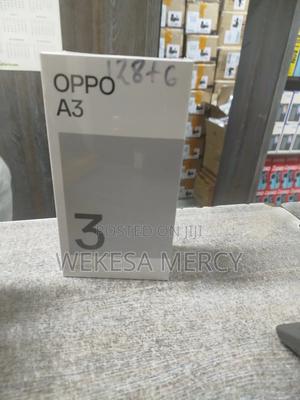 OPPO
A3
128+6
3
POSTED ON JIJI
WEKESA MERCY